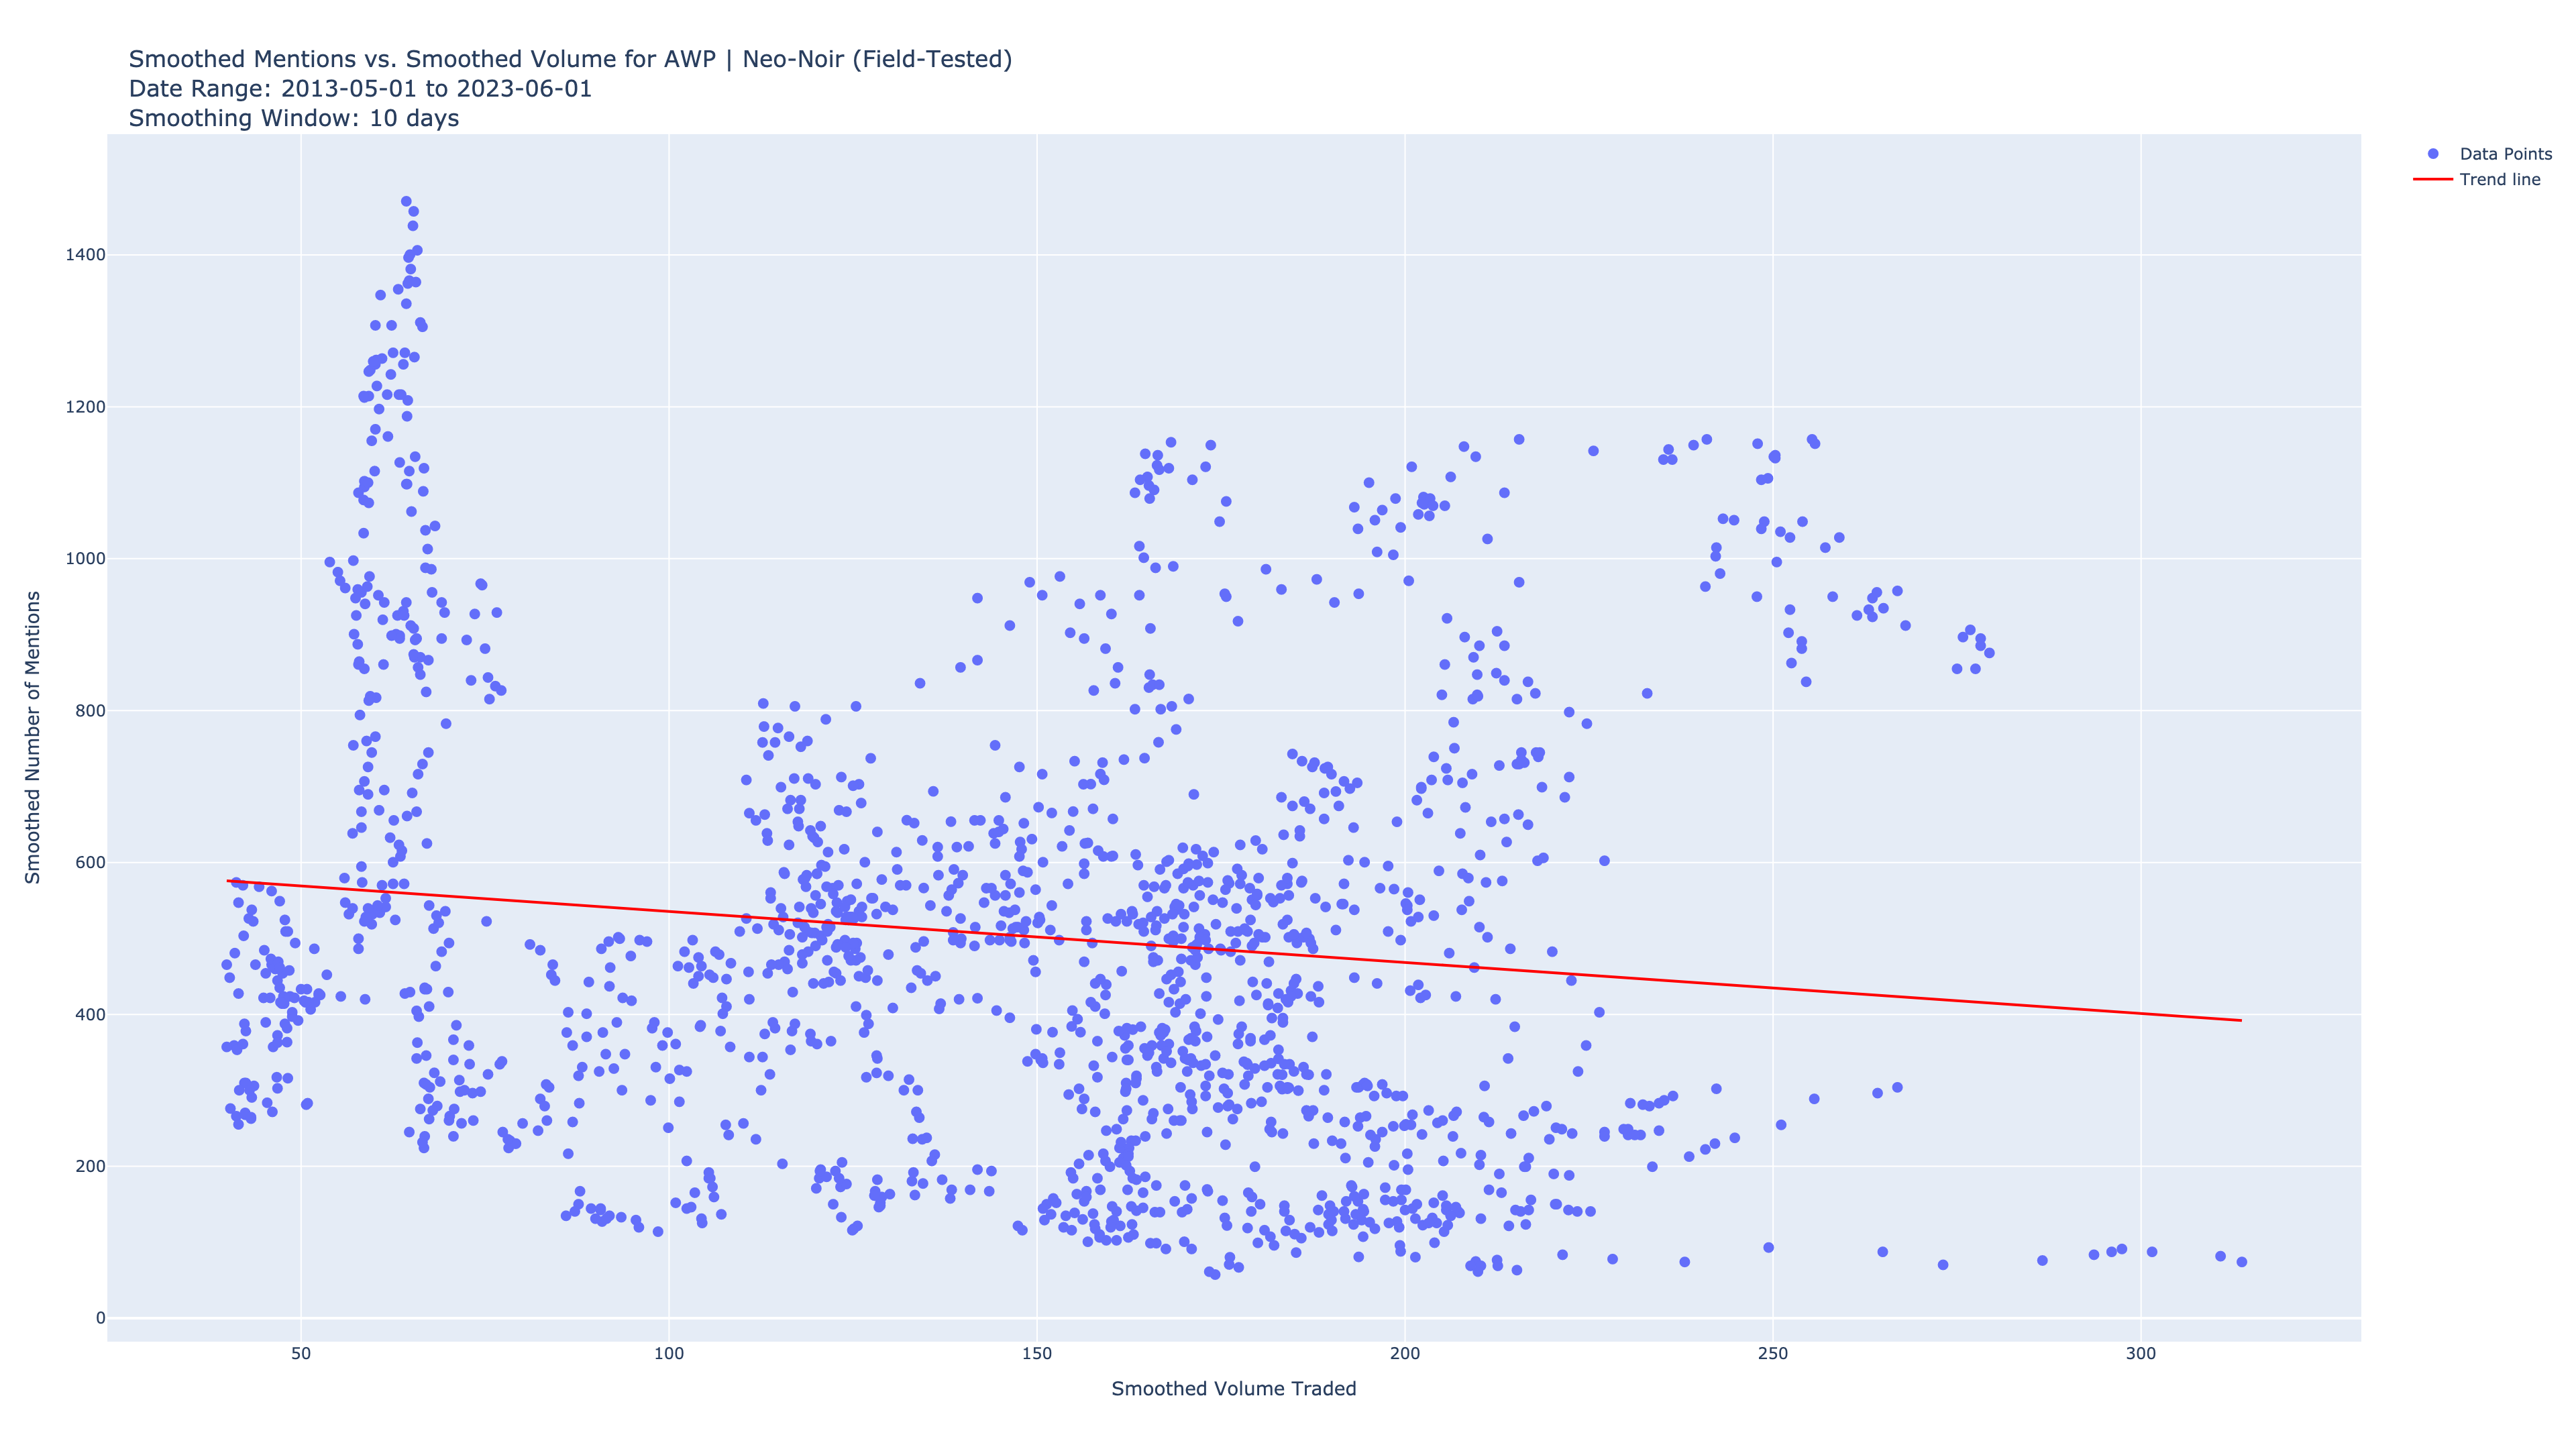 Smoothed Mentions vs. Smoothed Volume for AWP | Neo-Noir (Field-Tested)
Date Range: 2013-05-01 to 2023-06-01
Smoothing Window: 10 days
Data Points
Trend line
Smoothed Number of Mentions
1400
1200
1000
800
600
400
200
0
50 100 150 200 250 300
Smoothed Volume Traded